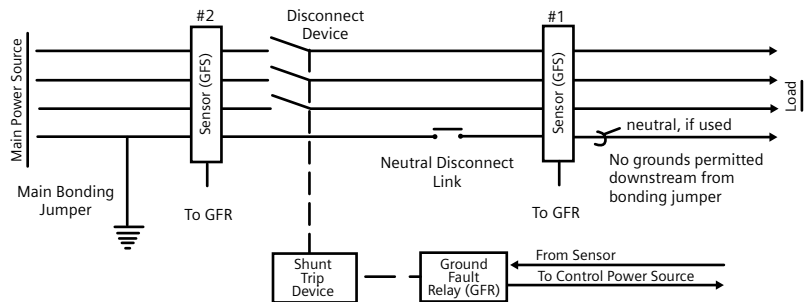 #2
Disconnect
Device
#1
Main Power Source
Sensor (GFS)
Sensor (GFS)
Load
neutral, if used
Neutral Disconnect
Link
No grounds permitted
downstream from
bonding jumper
Main Bonding
Jumper
To GFR
To GFR
Shunt
Trip
Device
Ground
Fault
Relay (GFR)
From Sensor
To Control Power Source